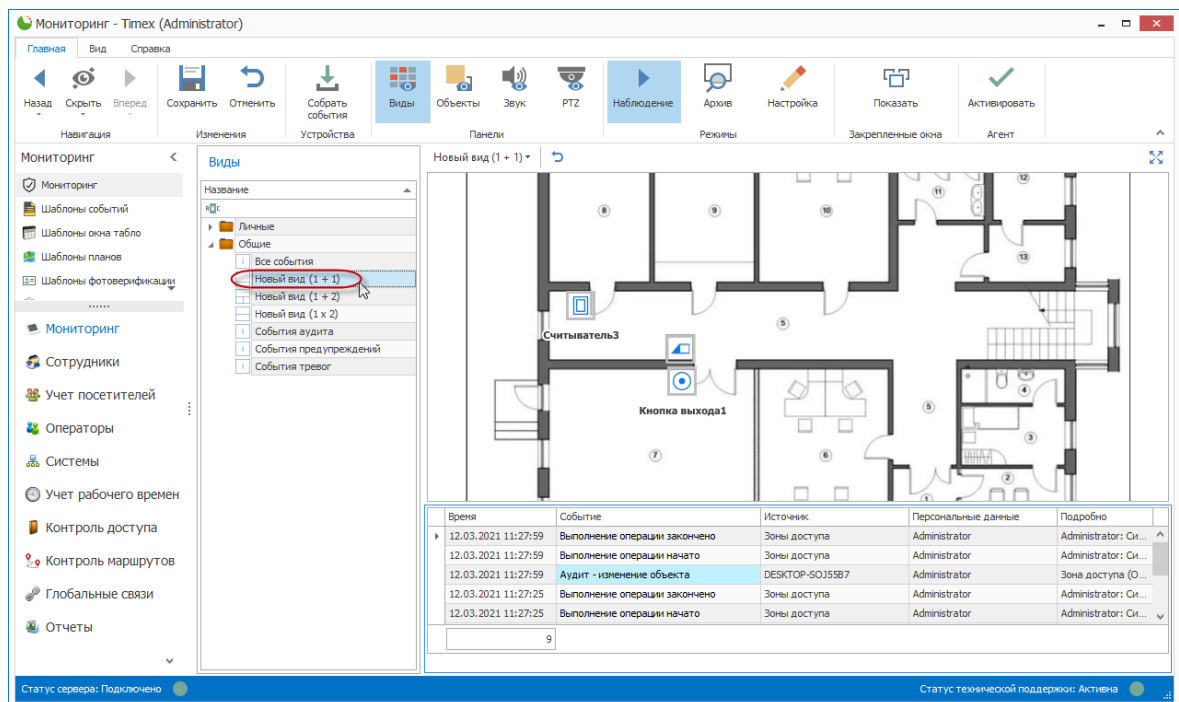 Мониторинг - Timex (Administrator)
Главная Вид Справка
Назад Скрыть Вперед Сохранить Отменить Собрать события Виды Объекты Звук PTZ Наблюдение Архив Настройка Показать Активировать
Навигация Изменения Устройства Панели Режимы Закрепленные окна Агент
Мониторинг
Мониторинг
Шаблоны событий
Шаблоны окна табло
Шаблоны планов
Шаблоны фотоверификации
Мониторинг
Сотрудники
Учет посетителей
Операторы
Системы
Учет рабочего времен
Контроль доступа
Контроль маршрутов
Глобальные связи
Отчеты
Виды
Название
Личные
Общие
Все события
Новый вид (1 + 1)
Новый вид (1 + 2)
Новый вид (1 x 2)
События аудита
События предупреждений
События тревог
Новый вид (1 + 1)
12
11
8 9 10
13
5
Считыватель3
4
Кнопка выхода1
5
3
7 6
2
1
Время Событие Источник Персональные данные Подробно
12.03.2021 11:27:59 Выполнение операции закончено Зоны доступа Administrator Administrator: Си...
12.03.2021 11:27:59 Выполнение операции начато Зоны доступа Administrator Administrator: Си...
12.03.2021 11:27:59 Аудит - изменение объекта DESKTOP-SOJ55B7 Administrator Зона доступа (О...
12.03.2021 11:27:25 Выполнение операции закончено Зоны доступа Administrator Administrator: Си...
12.03.2021 11:27:25 Выполнение операции начато Зоны доступа Administrator Administrator: Си...
9
Статус сервера: Подключено Статус технической поддержки: Активна